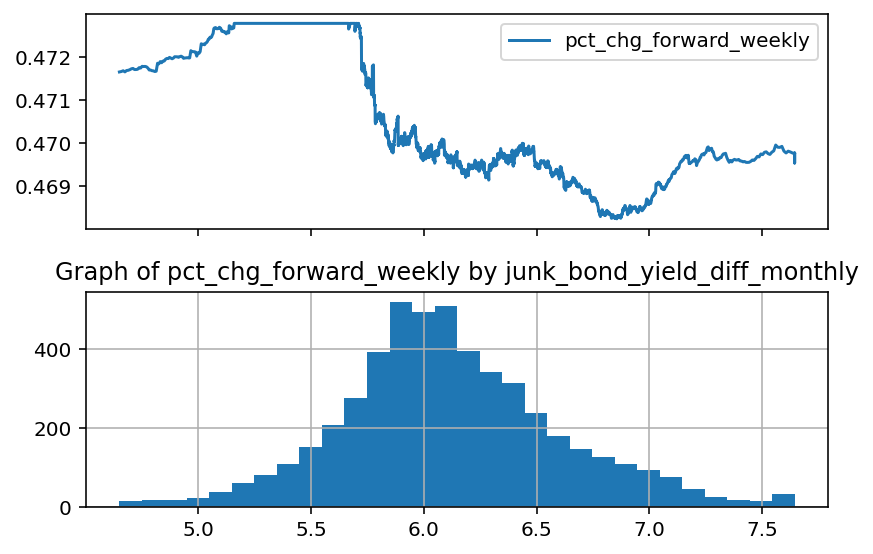 pct_chg_forward_weekly
0.472
0.471
0.470
0.469
Graph of pct_chg_forward_weekly by junk_bond_yield_diff_monthly
400
200
0
5.0 5.5 6.0 6.5 7.0 7.5